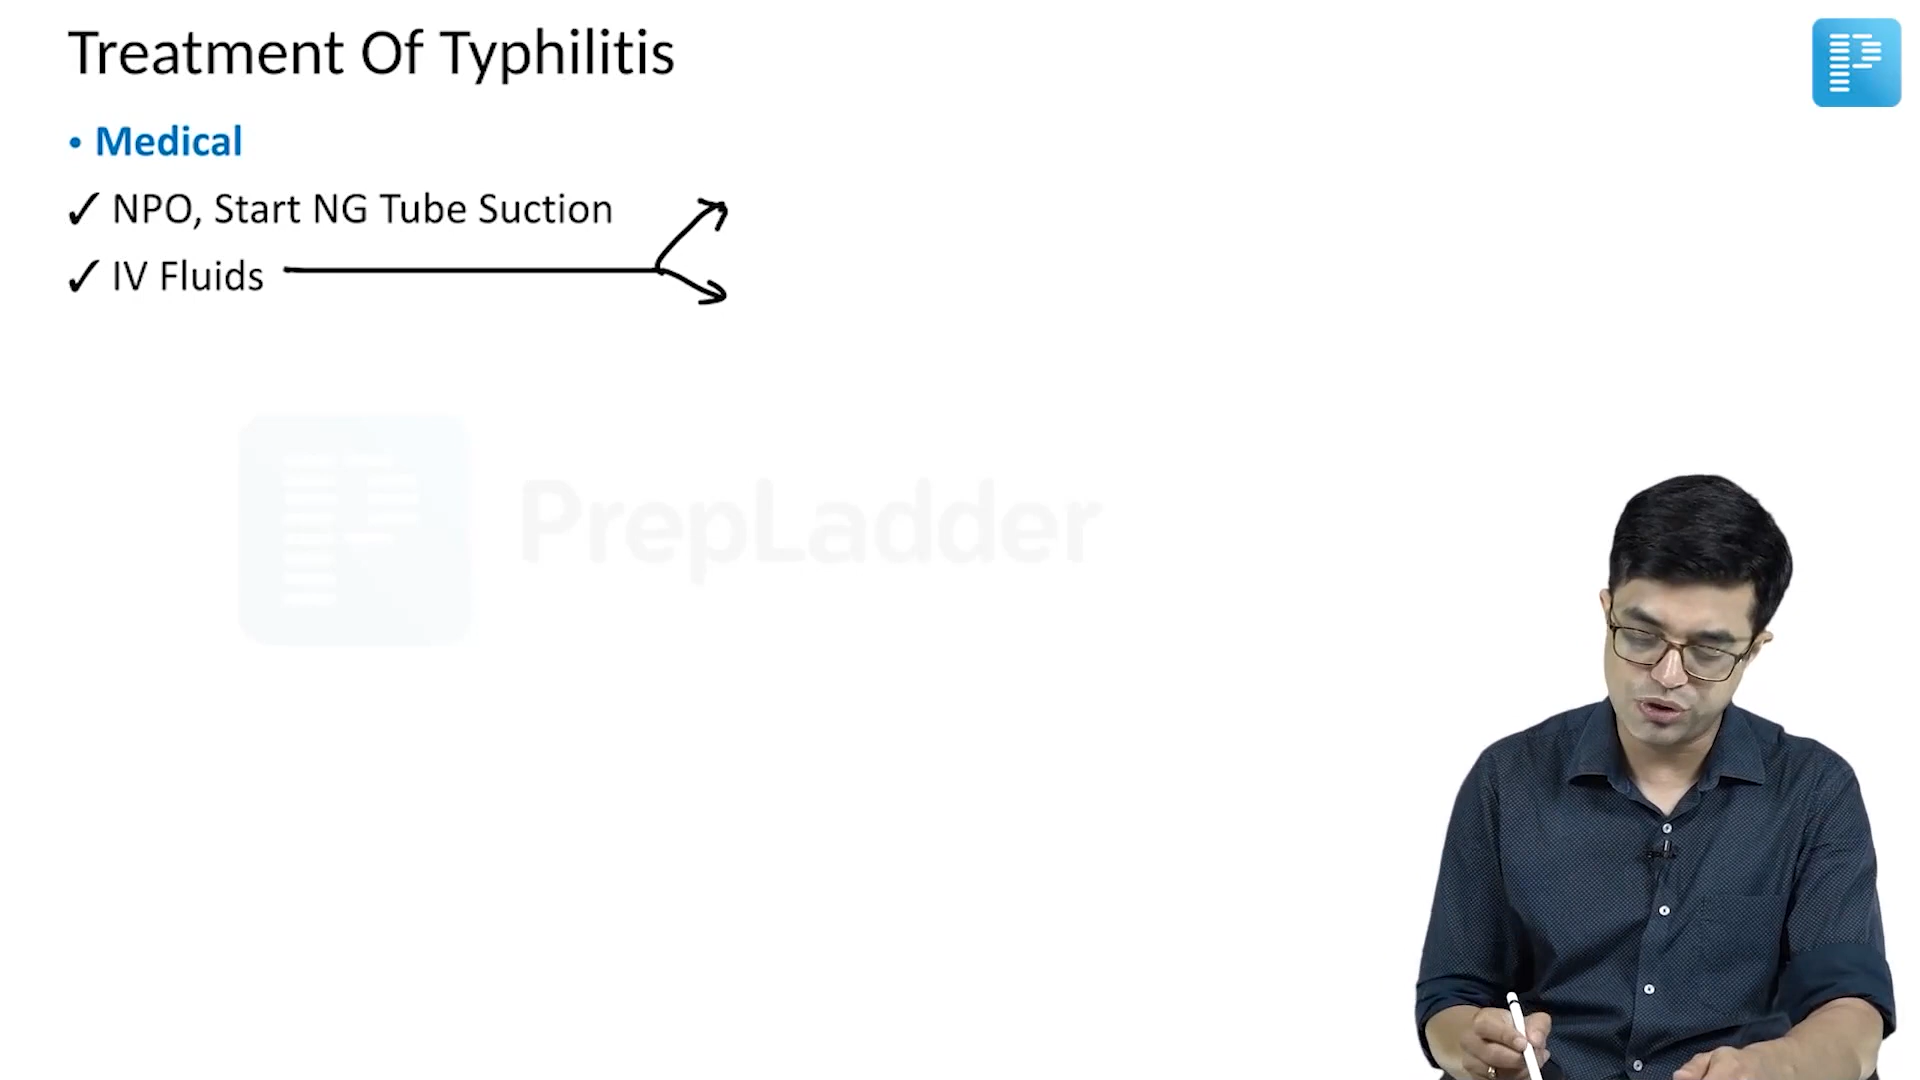 Treatment Of Typhilitis
• Medical
✓ NPO, Start NG Tube Suction
✓ IV Fluids
PrepLadder